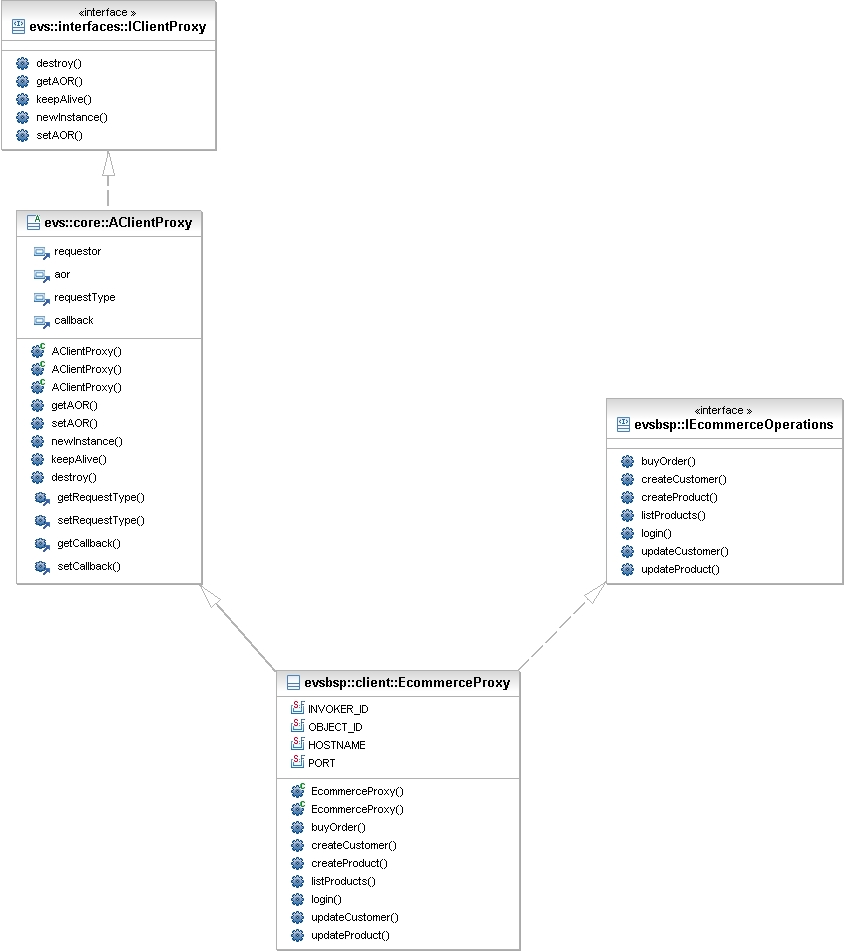 «interface »
evs::interfaces::IClientProxy
destroy()
getAOR()
keepAlive()
newInstance()
setAOR()
evs::core::AClientProxy
requestor
aor
requestType
callback
AClientProxy()
AClientProxy()
AClientProxy()
getAOR()
setAOR()
newInstance()
keepAlive()
destroy()
getRequestType()
setRequestType()
getCallback()
setCallback()
«interface »
evsbsp::IEcommerceOperations
buyOrder()
createCustomer()
createProduct()
listProducts()
login()
updateCustomer()
updateProduct()
evsbsp::client::EcommerceProxy
INVOKER_ID
OBJECT_ID
HOSTNAME
PORT
EcommerceProxy()
EcommerceProxy()
buyOrder()
createCustomer()
createProduct()
listProducts()
login()
updateCustomer()
updateProduct()